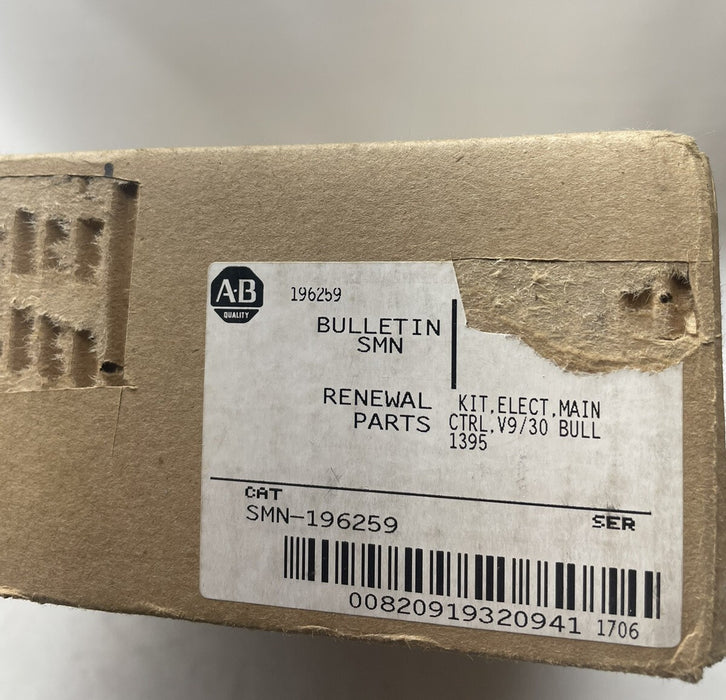 A-B
QUALITY
196259
BULLETIN
SMN
RENEWAL
PARTS
KIT,ELECT,MAIN
CTRL,V9/30 BULL
1395
CAT
SER
SMN-196259
00820919320941 1706